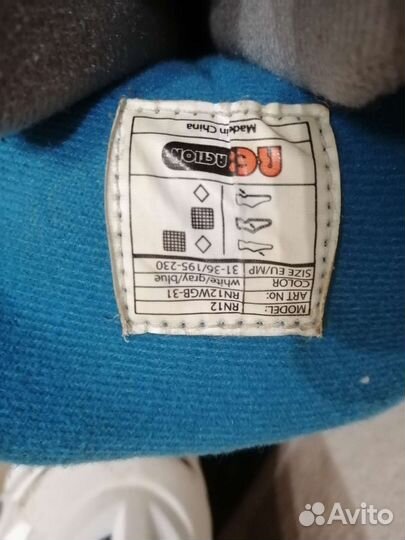 MODEL: RN12
ART No: RN12WGB-31
COLOR white/gray/blue
SIZE EU/MP 31-36/195-230
RE:ACTION
Made in China
Avito